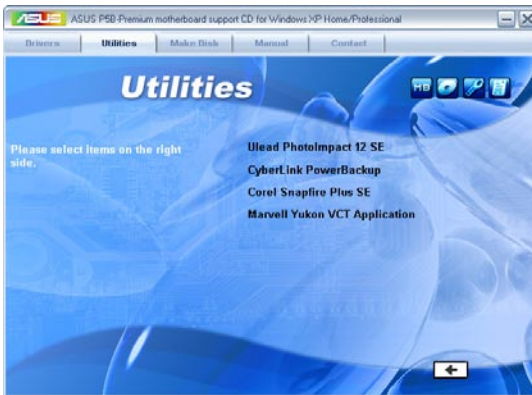 ASUS ASUS P5B-Premium motherboard support CD for Windows XP Home/Professional
Drivers Utilities Make Disk Manual Contact
Utilities
MB
Please select items on the right
side.
Ulead PhotoImpact 12 SE
CyberLink PowerBackup
Corel Snapfire Plus SE
Marvell Yukon VCT Application